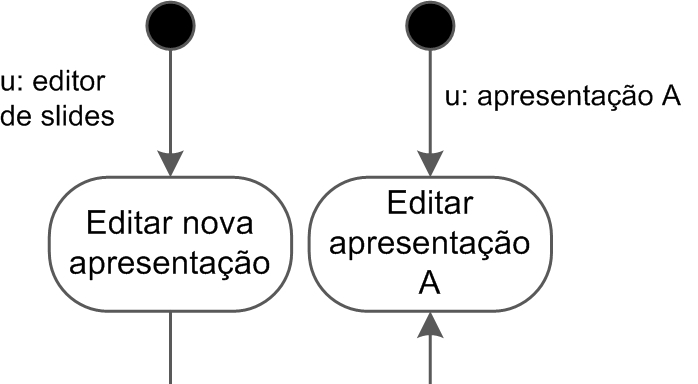 u: editor
de slides
u: apresentação A
Editar nova
apresentação
Editar
apresentação
A